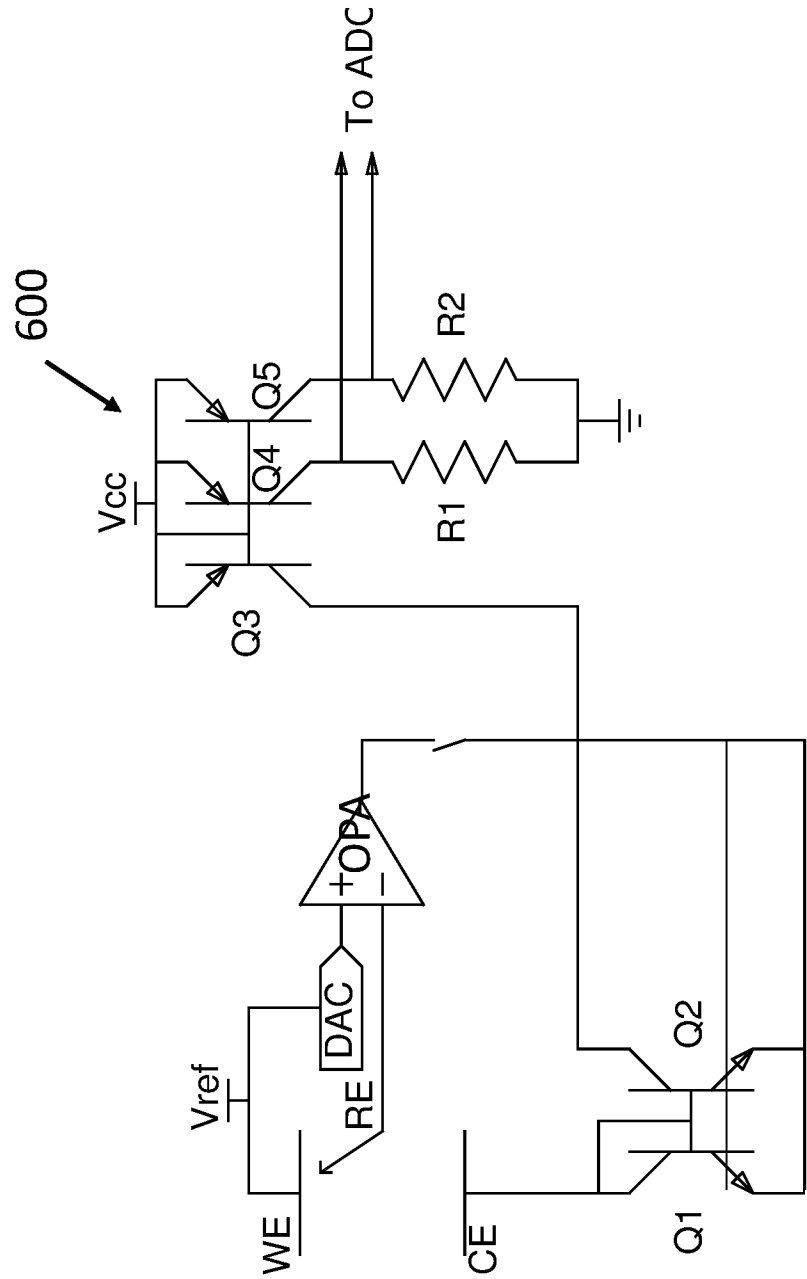 600
Vcc
Q3
Q4
Q5
To ADC
R1
R2
Vref
WE
RE
DAC
+
−
OPA
CE
Q1
Q2